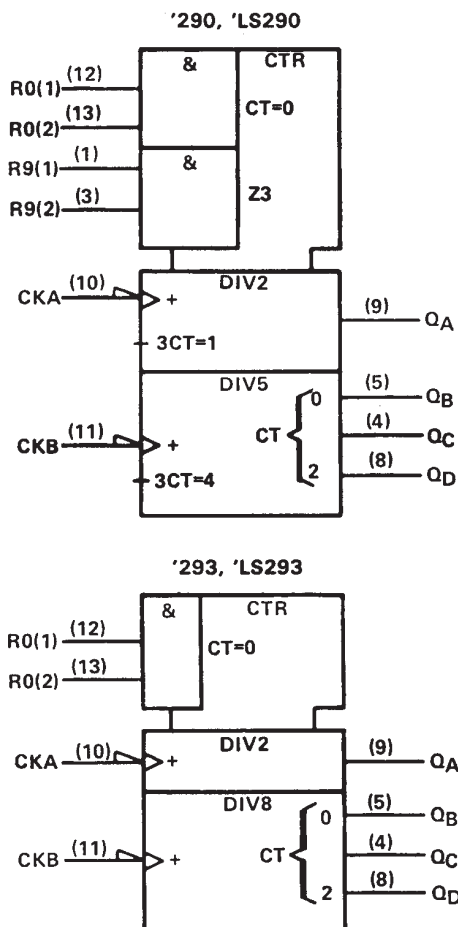 '290, 'LS290
& CTR
R0(1) (12)
CT=0
R0(2) (13)
R9(1) (1) &
R9(2) (3) Z3
DIV2
CKA (10) +
(9) QA
3CT=1
DIV5
0 (5) QB
CKB (11) + CT (4) QC
3CT=4 2 (8) QD
'293, 'LS293
& CTR
R0(1) (12) CT=0
R0(2) (13)
DIV2
CKA (10) + (9) QA
DIV8
0 (5) QB
CKB (11) + CT (4) QC
2 (8) QD